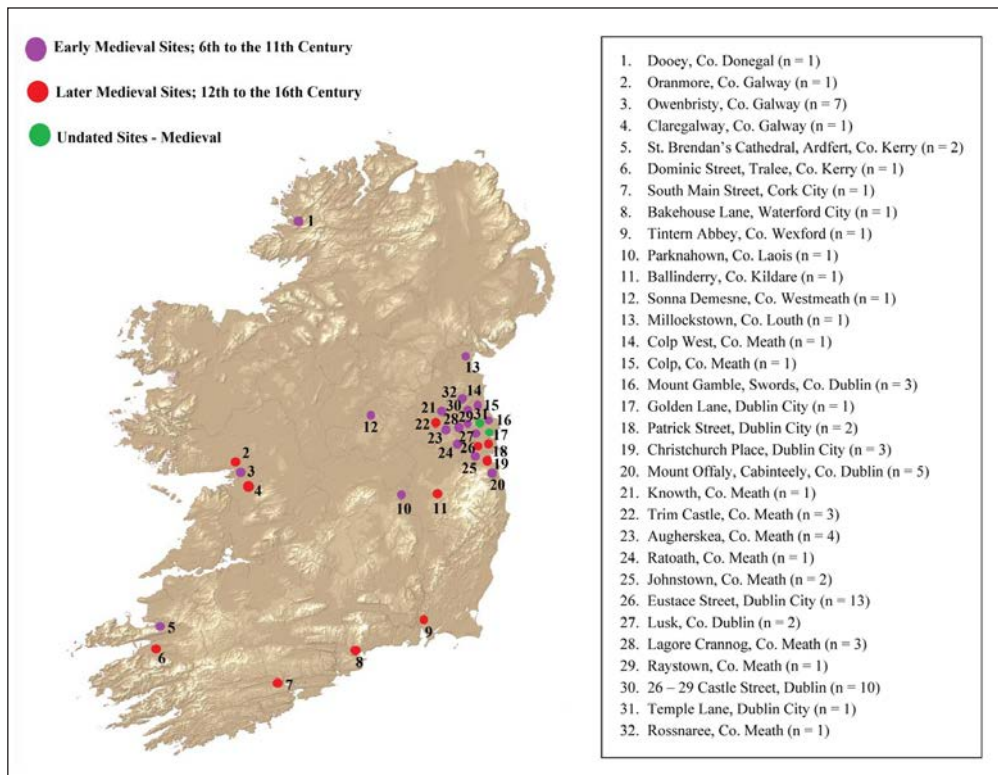 Early Medieval Sites; 6th to the 11th Century
Later Medieval Sites; 12th to the 16th Century
Undated Sites - Medieval
1
13
32
14
30
15
21
31
16
28
29
22
17
12
23
27
18
26
24
19
25
2
3
20
4
10
11
9
5
6
8
7
1. Dooey, Co. Donegal (n = 1)
2. Oranmore, Co. Galway (n = 1)
3. Owenbristy, Co. Galway (n = 7)
4. Claregalway, Co. Galway (n = 1)
5. St. Brendan's Cathedral, Ardfert, Co. Kerry (n = 2)
6. Dominic Street, Tralee, Co. Kerry (n = 1)
7. South Main Street, Cork City (n = 1)
8. Bakehouse Lane, Waterford City (n = 1)
9. Tintern Abbey, Co. Wexford (n = 1)
10. Parknahown, Co. Laois (n = 1)
11. Ballinderry, Co. Kildare (n = 1)
12. Sonna Demesne, Co. Westmeath (n = 1)
13. Millockstown, Co. Louth (n = 1)
14. Colp West, Co. Meath (n = 1)
15. Colp, Co. Meath (n = 1)
16. Mount Gamble, Swords, Co. Dublin (n = 3)
17. Golden Lane, Dublin City (n = 1)
18. Patrick Street, Dublin City (n = 2)
19. Christchurch Place, Dublin City (n = 3)
20. Mount Offaly, Cabinteely, Co. Dublin (n = 5)
21. Knowth, Co. Meath (n = 1)
22. Trim Castle, Co. Meath (n = 3)
23. Augherskea, Co. Meath (n = 4)
24. Ratoath, Co. Meath (n = 1)
25. Johnstown, Co. Meath (n = 2)
26. Eustace Street, Dublin City (n = 13)
27. Lusk, Co. Dublin (n = 2)
28. Lagore Crannog, Co. Meath (n = 3)
29. Raystown, Co. Meath (n = 1)
30. 26 – 29 Castle Street, Dublin (n = 10)
31. Temple Lane, Dublin City (n = 1)
32. Rossnaree, Co. Meath (n = 1)